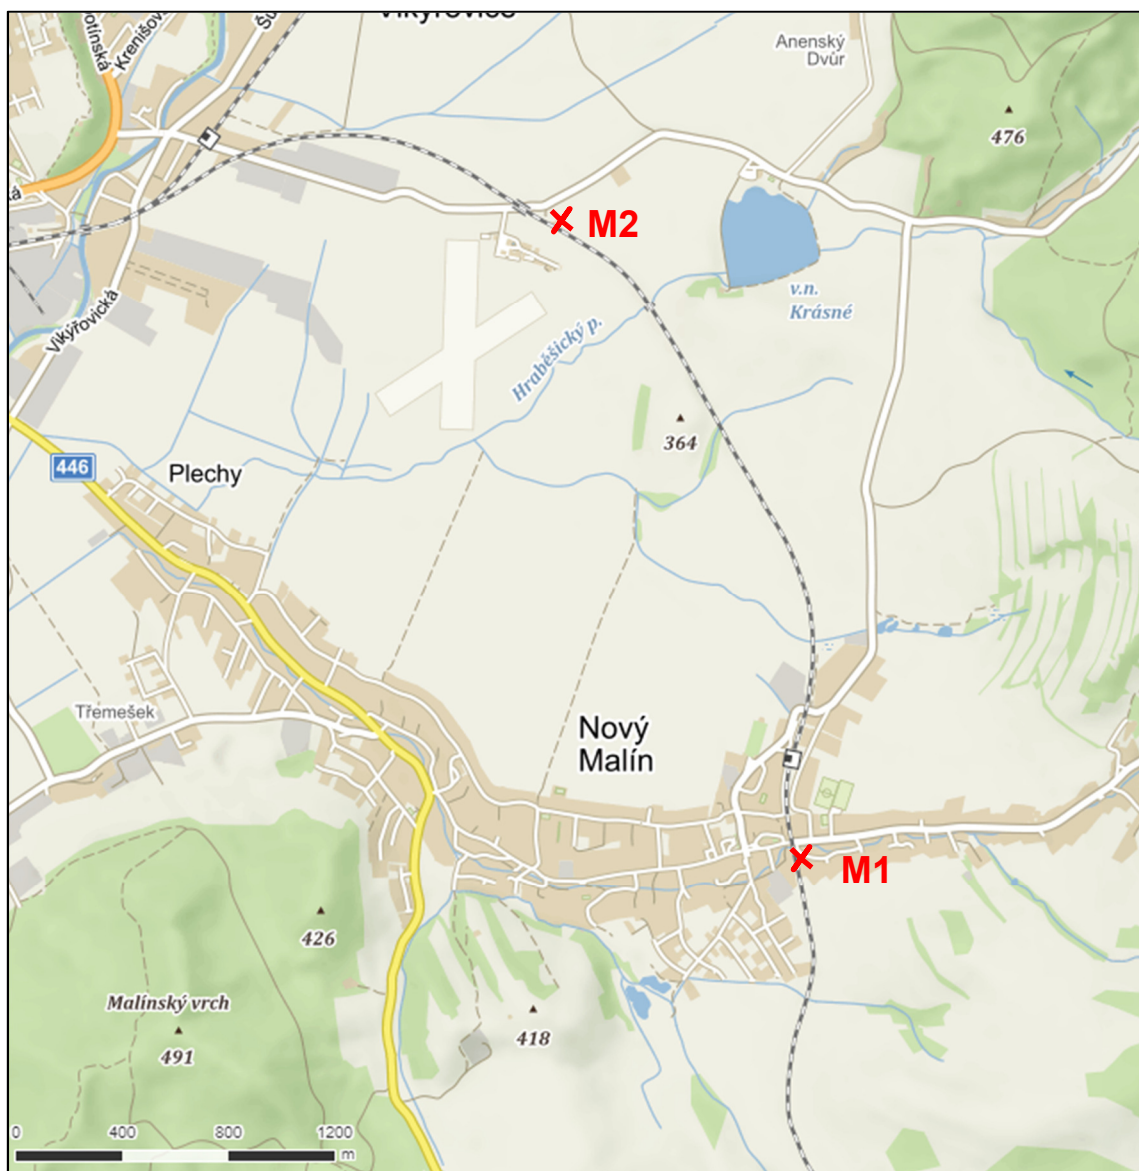 Vikýřovice
Krenišov
Anenský
Dvůr
476
M2
v.n.
Krásné
Vikýřovická
Hraběšický p.
364
446
Plechy
Třemešek
Nový
Malín
M1
426
Malínský vrch
491
418
0 400 800 1200
m